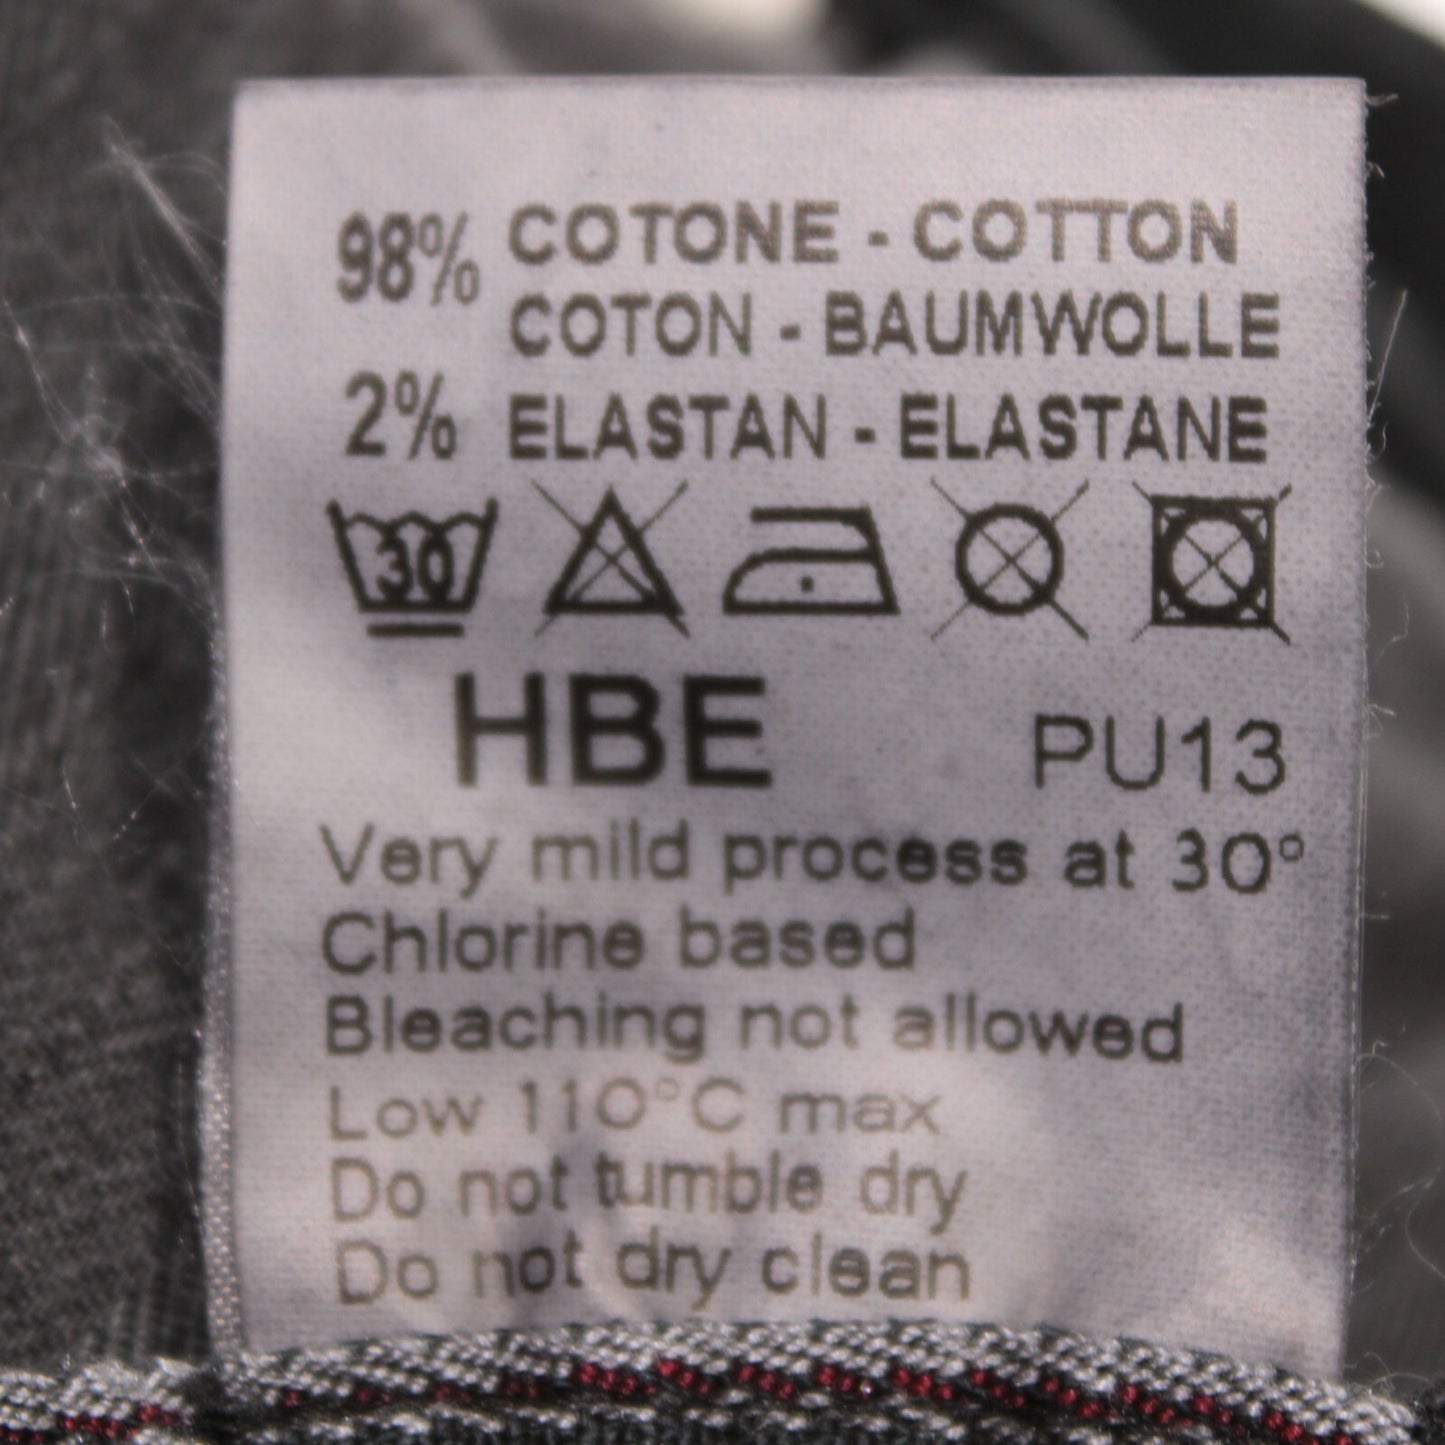 98% COTONE - COTTON
COTON - BAUMWOLLE
2% ELASTAN - ELASTANE
30
HBE PU13
Very mild process at 30°
Chlorine based
Bleaching not allowed
Low 110°C max
Do not tumble dry
Do not dry clean